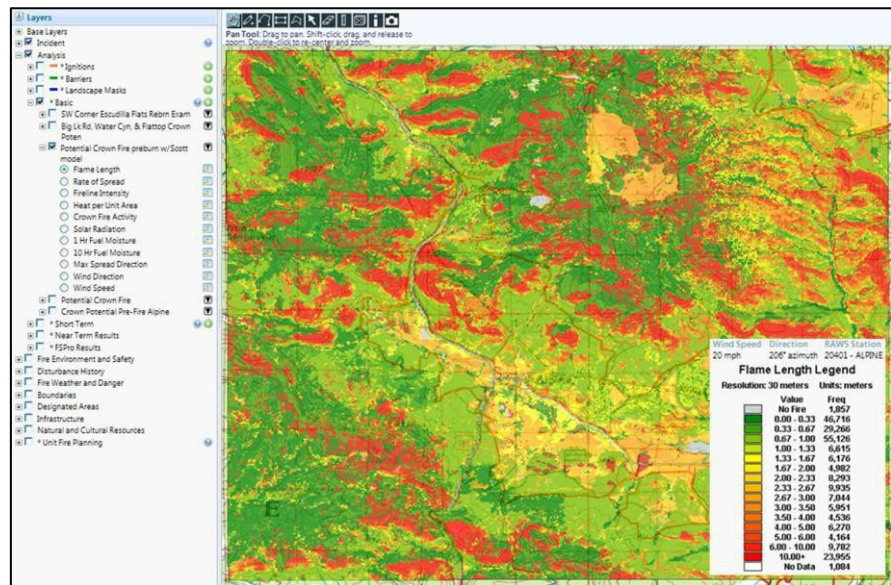 Layers
Base Layers
Incident
Analysis
* Ignitions
* Barriers
* Landscape Masks
* Basic
SW Corner Escudilla Flats Rebrn Exam
Big Lk Rd, Water Cyn, & Flattop Crown
Poten
Potential Crown Fire preburn w/Scott
model
Flame Length
Rate of Spread
Fireline Intensity
Heat per Unit Area
Crown Fire Activity
Solar Radiation
1 Hr Fuel Moisture
10 Hr Fuel Moisture
Max Spread Direction
Wind Direction
Wind Speed
Potential Crown Fire
Crown Potential Pre-Fire Alpine
* Short Term
* Near Term Results
* FSPro Results
Fire Environment and Safety
Disturbance History
Fire Weather and Danger
Boundaries
Designated Areas
Infrastructure
Natural and Cultural Resources
* Unit Fire Planning
Pan Tool: Drag to pan. Shift-click, drag, and release to
zoom. Double-click to re-center and zoom.
E
Wind Speed Direction RAWS Station
20 mph 206° azimuth 20401 - ALPINE
Flame Length Legend
Resolution: 30 meters Units: meters
Value Freq
No Fire 1,857
0.00 - 0.33 46,716
0.33 - 0.67 29,266
0.67 - 1.00 55,126
1.00 - 1.33 6,615
1.33 - 1.67 6,176
1.67 - 2.00 4,982
2.00 - 2.33 8,293
2.33 - 2.67 9,935
2.67 - 3.00 7,044
3.00 - 3.50 5,951
3.50 - 4.00 4,536
4.00 - 5.00 6,270
5.00 - 6.00 4,164
6.00 - 10.00 9,782
10.00+ 23,955
No Data 1,084